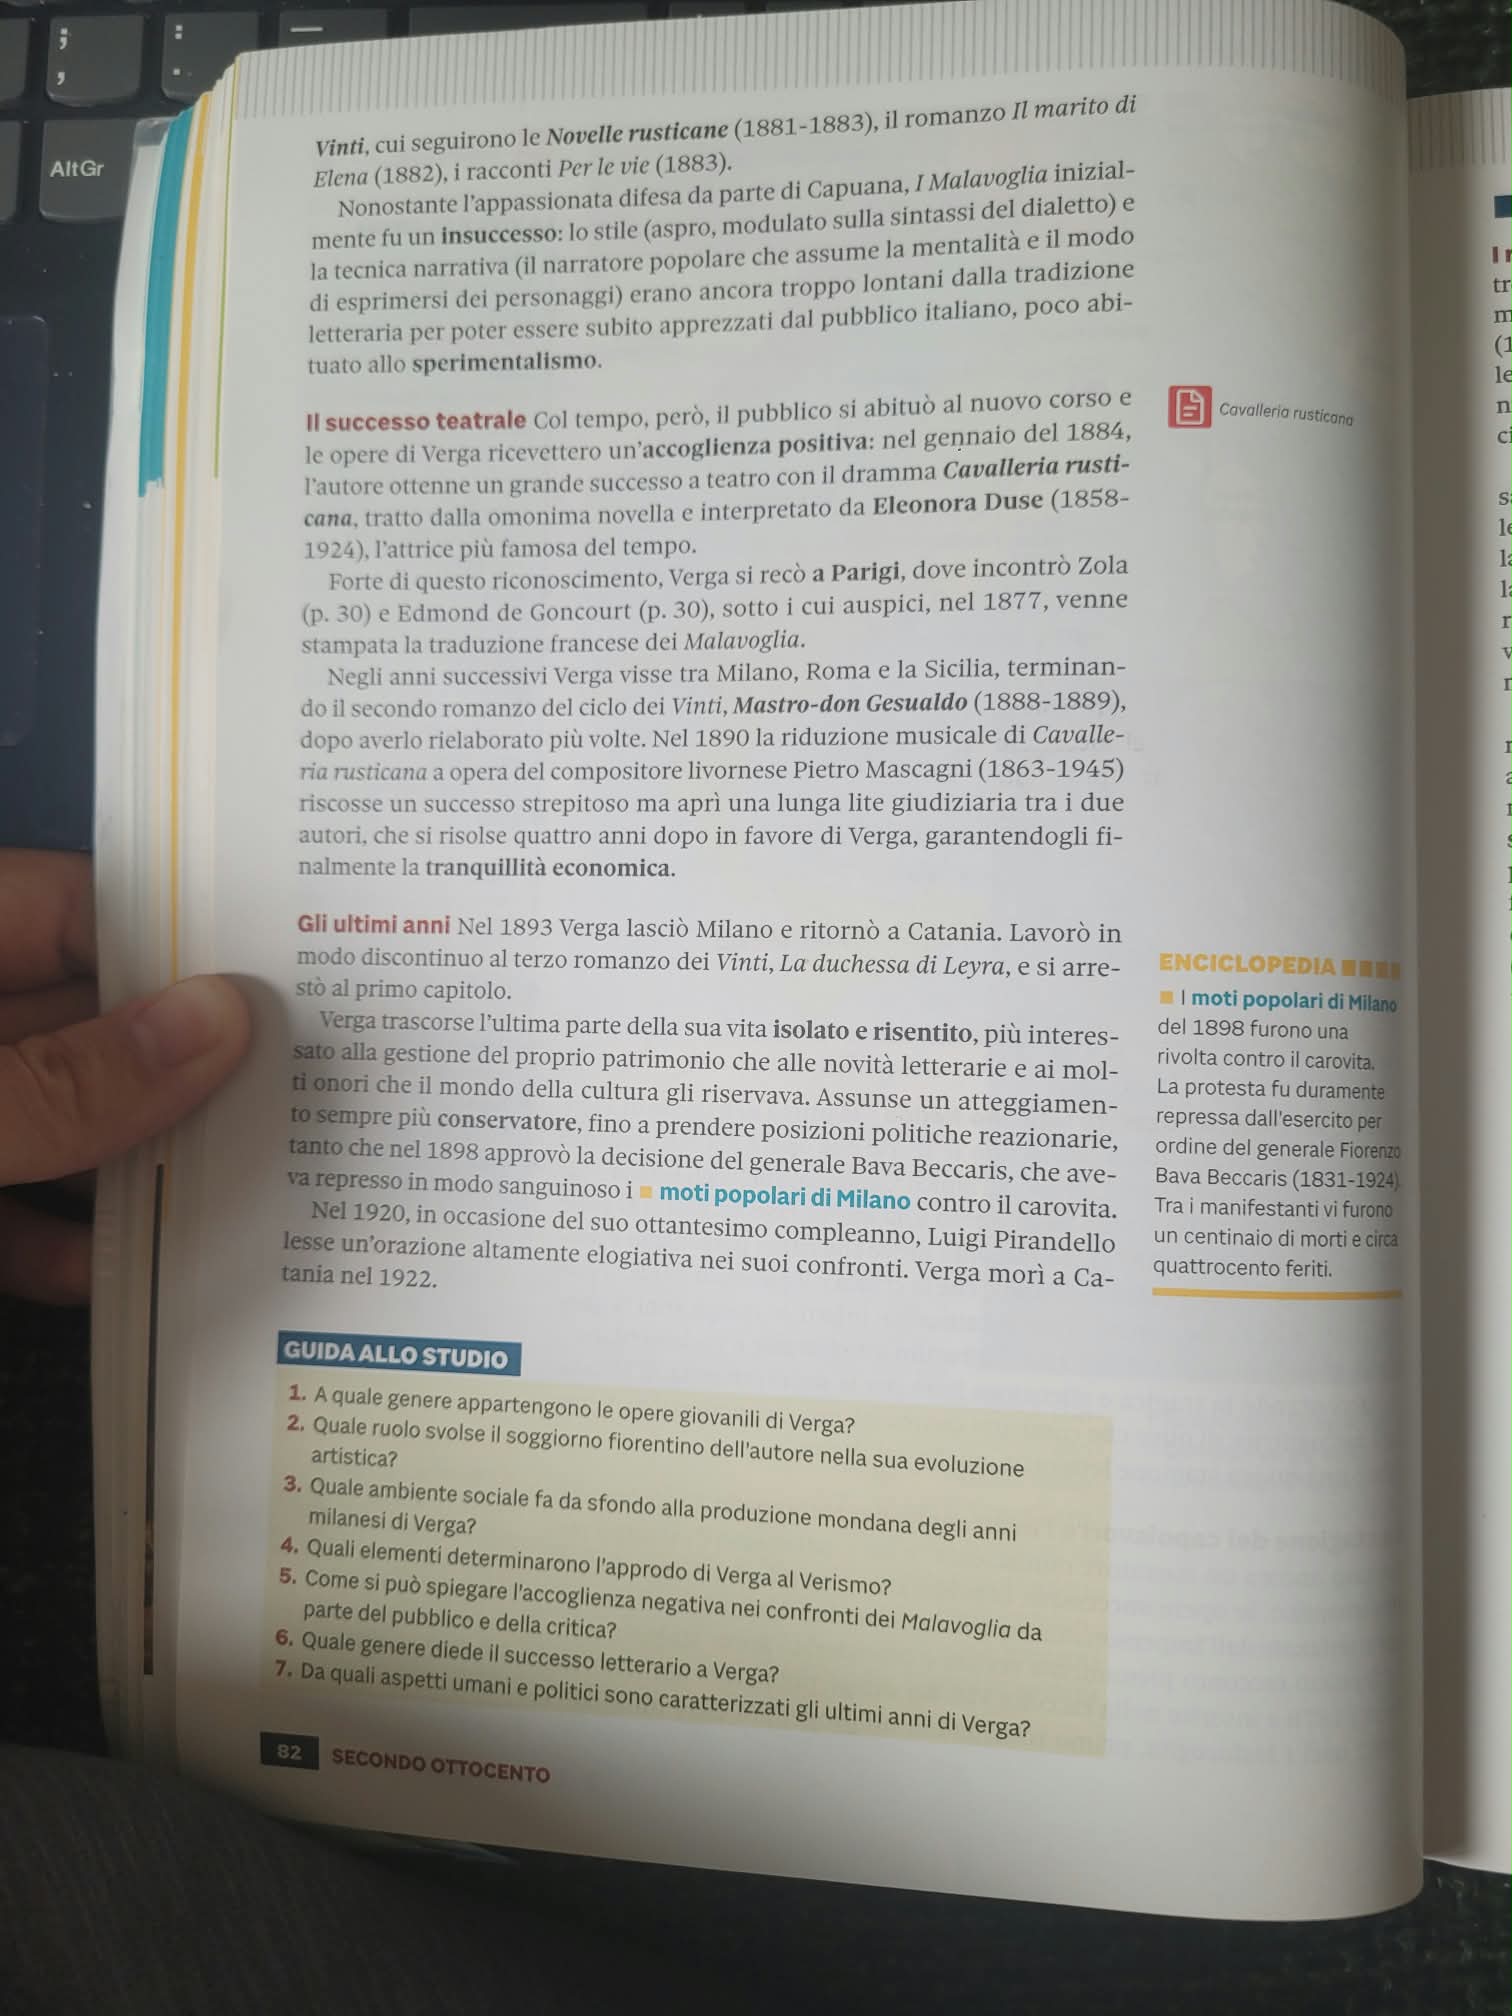 ;
,
:
.
—
AltGr
Vinti, cui seguirono le Novelle rusticane (1881-1883), il romanzo Il marito di
Elena (1882), i racconti Per le vie (1883).
Nonostante l'appassionata difesa da parte di Capuana, I Malavoglia inizial-
mente fu un insuccesso: lo stile (aspro, modulato sulla sintassi del dialetto) e
la tecnica narrativa (il narratore popolare che assume la mentalità e il modo
di esprimersi dei personaggi) erano ancora troppo lontani dalla tradizione
letteraria per poter essere subito apprezzati dal pubblico italiano, poco abi-
tuato allo sperimentalismo.
Il successo teatrale Col tempo, però, il pubblico si abituò al nuovo corso e
le opere di Verga ricevettero un'accoglienza positiva: nel gennaio del 1884,
l'autore ottenne un grande successo a teatro con il dramma Cavalleria rusti-
cana, tratto dalla omonima novella e interpretato da Eleonora Duse (1858-
1924), l'attrice più famosa del tempo.
Forte di questo riconoscimento, Verga si recò a Parigi, dove incontrò Zola
(p. 30) e Edmond de Goncourt (p. 30), sotto i cui auspici, nel 1877, venne
stampata la traduzione francese dei Malavoglia.
Negli anni successivi Verga visse tra Milano, Roma e la Sicilia, terminan-
do il secondo romanzo del ciclo dei Vinti, Mastro-don Gesualdo (1888-1889),
dopo averlo rielaborato più volte. Nel 1890 la riduzione musicale di Cavalle-
ria rusticana a opera del compositore livornese Pietro Mascagni (1863-1945)
riscosse un successo strepitoso ma aprì una lunga lite giudiziaria tra i due
autori, che si risolse quattro anni dopo in favore di Verga, garantendogli fi-
nalmente la tranquillità economica.
Gli ultimi anni Nel 1893 Verga lasciò Milano e ritornò a Catania. Lavorò in
modo discontinuo al terzo romanzo dei Vinti, La duchessa di Leyra, e si arre-
stò al primo capitolo.
Verga trascorse l'ultima parte della sua vita isolato e risentito, più interes-
sato alla gestione del proprio patrimonio che alle novità letterarie e ai mol-
ti onori che il mondo della cultura gli riservava. Assunse un atteggiamen-
to sempre più conservatore, fino a prendere posizioni politiche reazionarie,
tanto che nel 1898 approvò la decisione del generale Bava Beccaris, che ave-
va represso in modo sanguinoso i moti popolari di Milano contro il carovita.
Nel 1920, in occasione del suo ottantesimo compleanno, Luigi Pirandello
lesse un'orazione altamente elogiativa nei suoi confronti. Verga morì a Ca-
tania nel 1922.
Cavalleria rusticana
ENCICLOPEDIA
I moti popolari di Milano
del 1898 furono una
rivolta contro il carovita.
La protesta fu duramente
repressa dall'esercito per
ordine del generale Fiorenzo
Bava Beccaris (1831-1924).
Tra i manifestanti vi furono
un centinaio di morti e circa
quattrocento feriti.
GUIDA ALLO STUDIO
1. A quale genere appartengono le opere giovanili di Verga?
2. Quale ruolo svolse il soggiorno fiorentino dell'autore nella sua evoluzione
artistica?
3. Quale ambiente sociale fa da sfondo alla produzione mondana degli anni
milanesi di Verga?
4. Quali elementi determinarono l'approdo di Verga al Verismo?
5. Come si può spiegare l'accoglienza negativa nei confronti dei Malavoglia da
parte del pubblico e della critica?
6. Quale genere diede il successo letterario a Verga?
7. Da quali aspetti umani e politici sono caratterizzati gli ultimi anni di Verga?
82 SECONDO OTTOCENTO